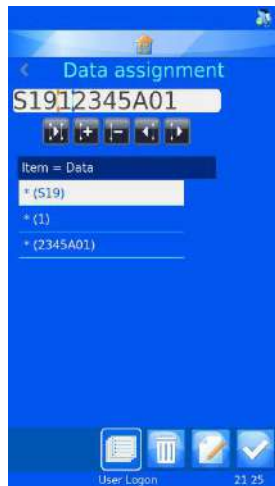 Data assignment
S1912345A01
Item = Data
* (S19)
* (1)
* (2345A01)
User Logon
21 25